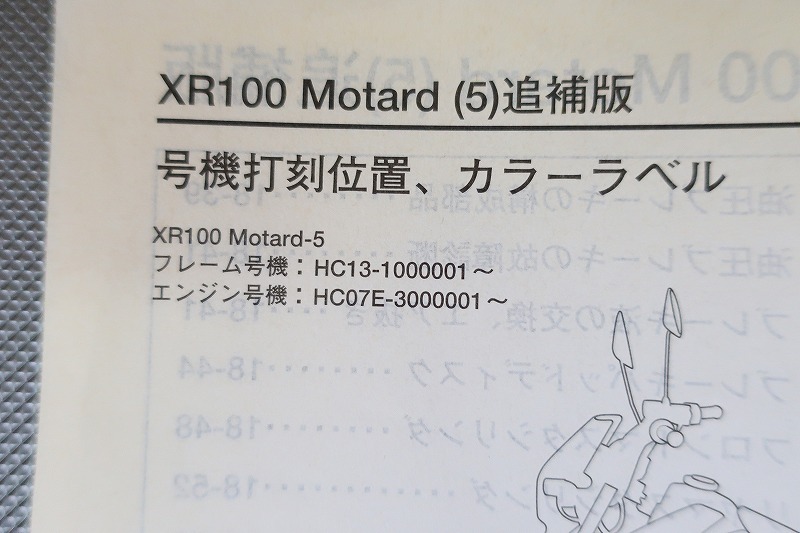 XR100 Motard (5)追補版
号機打刻位置、カラーラベル
XR100 Motard-5
フレーム号機：HC13-1000001～
エンジン号機：HC07E-3000001～